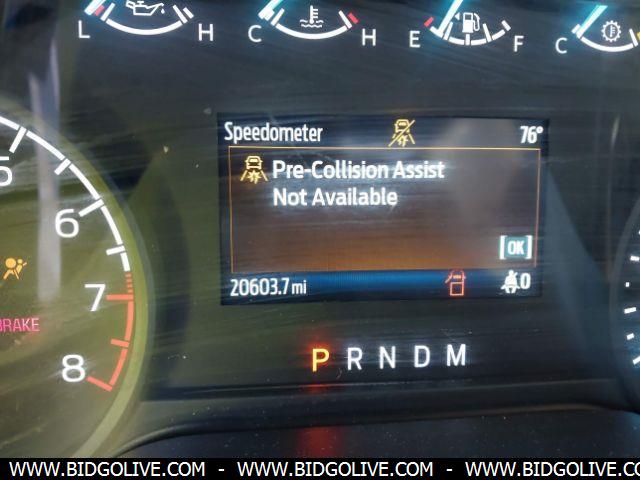 L H C H E F C
Speedometer 76°
Pre-Collision Assist
Not Available
[OK]
20603.7 mi 0
5
6
7
8
BRAKE
P R N D M
WWW.BIDGOLIVE.COM - WWW.BIDGOLIVE.COM - WWW.BIDGOLIVE.COM